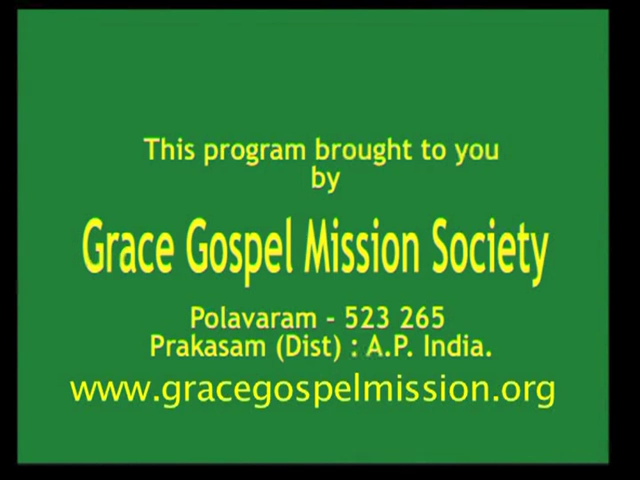 This program brought to you
by
Grace Gospel Mission Society
Polavaram - 523 265
Prakasam (Dist) : A.P. India.
www.gracegospelmission.org